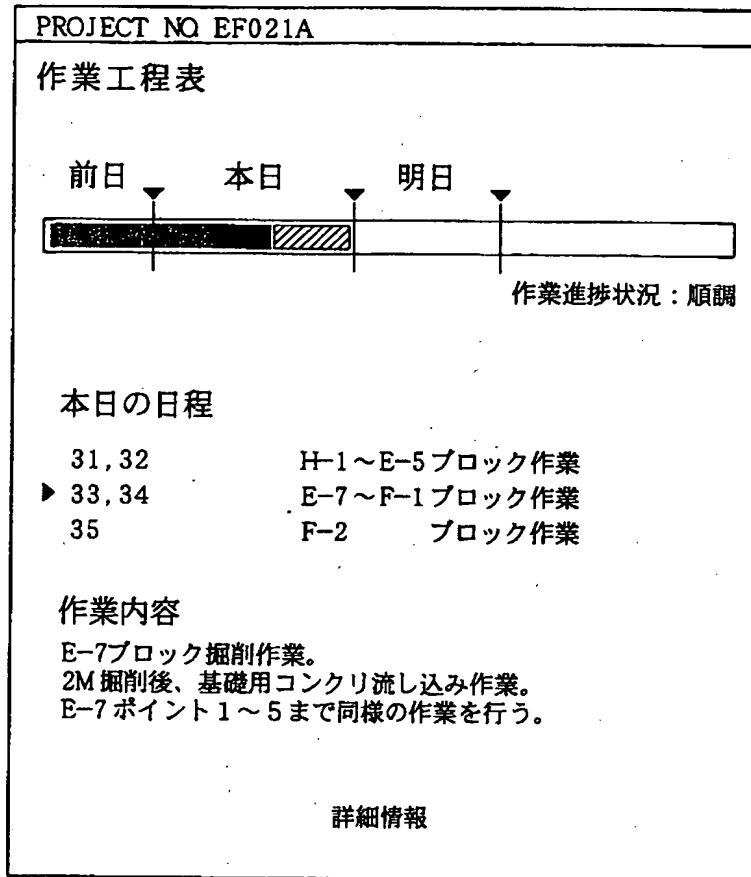 PROJECT NO. EF021A
作業工程表
前日 本日 明日
作業進捗状況：順調
本日の日程
31,32 H-1～E-5ブロック作業
▶ 33,34 E-7～F-1ブロック作業
35 F-2 ブロック作業
作業内容
E-7ブロック掘削作業。
2M掘削後、基礎用コンクリ流し込み作業。
E-7ポイント1～5まで同様の作業を行う。
詳細情報